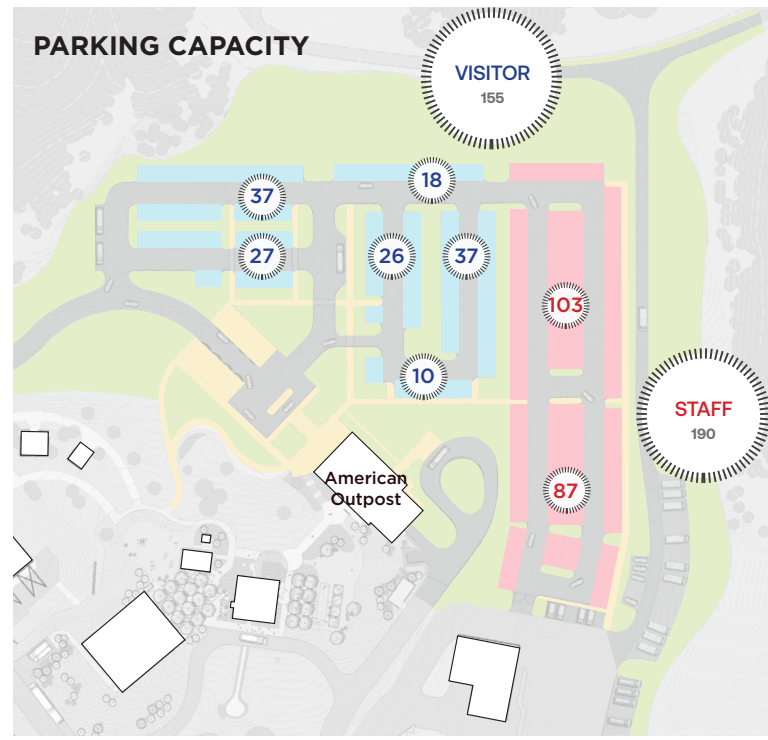 PARKING CAPACITY
VISITOR
155
37
18
27
26
37
103
10
STAFF
190
American
Outpost
87